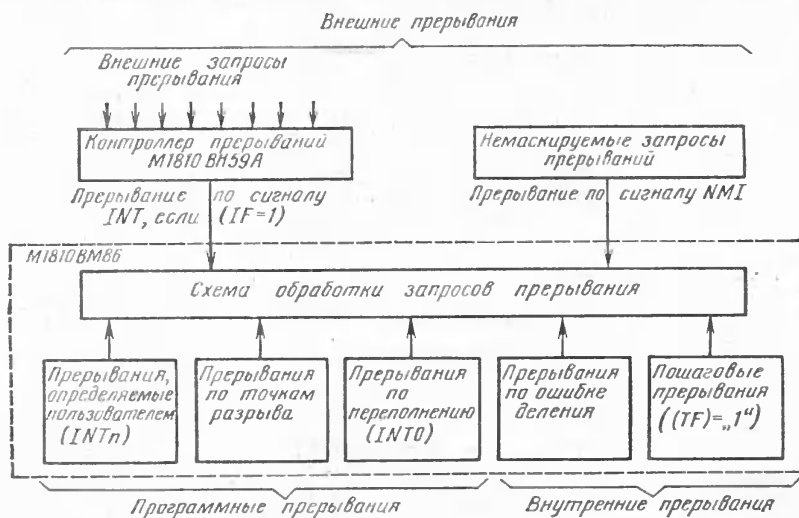 Внешние прерывания
Внешние запросы
прерывания
Контроллер прерываний
М1810ВН59А
Немаскируемые запросы
прерываний
Прерывание по сигналу
INT, если (IF=1)
Прерывание по сигналу NMI
М1810ВМ86
Схема обработки запросов прерывания
Прерывания,
определяемые
пользователем
(INTn)
Прерывания
по точкам
разрыва
Прерывания
по
переполнению
(INTO)
Прерывания
по ошибке
деления
Пошаговые
прерывания
((TF)=„1“)
Программные прерывания
Внутренние прерывания